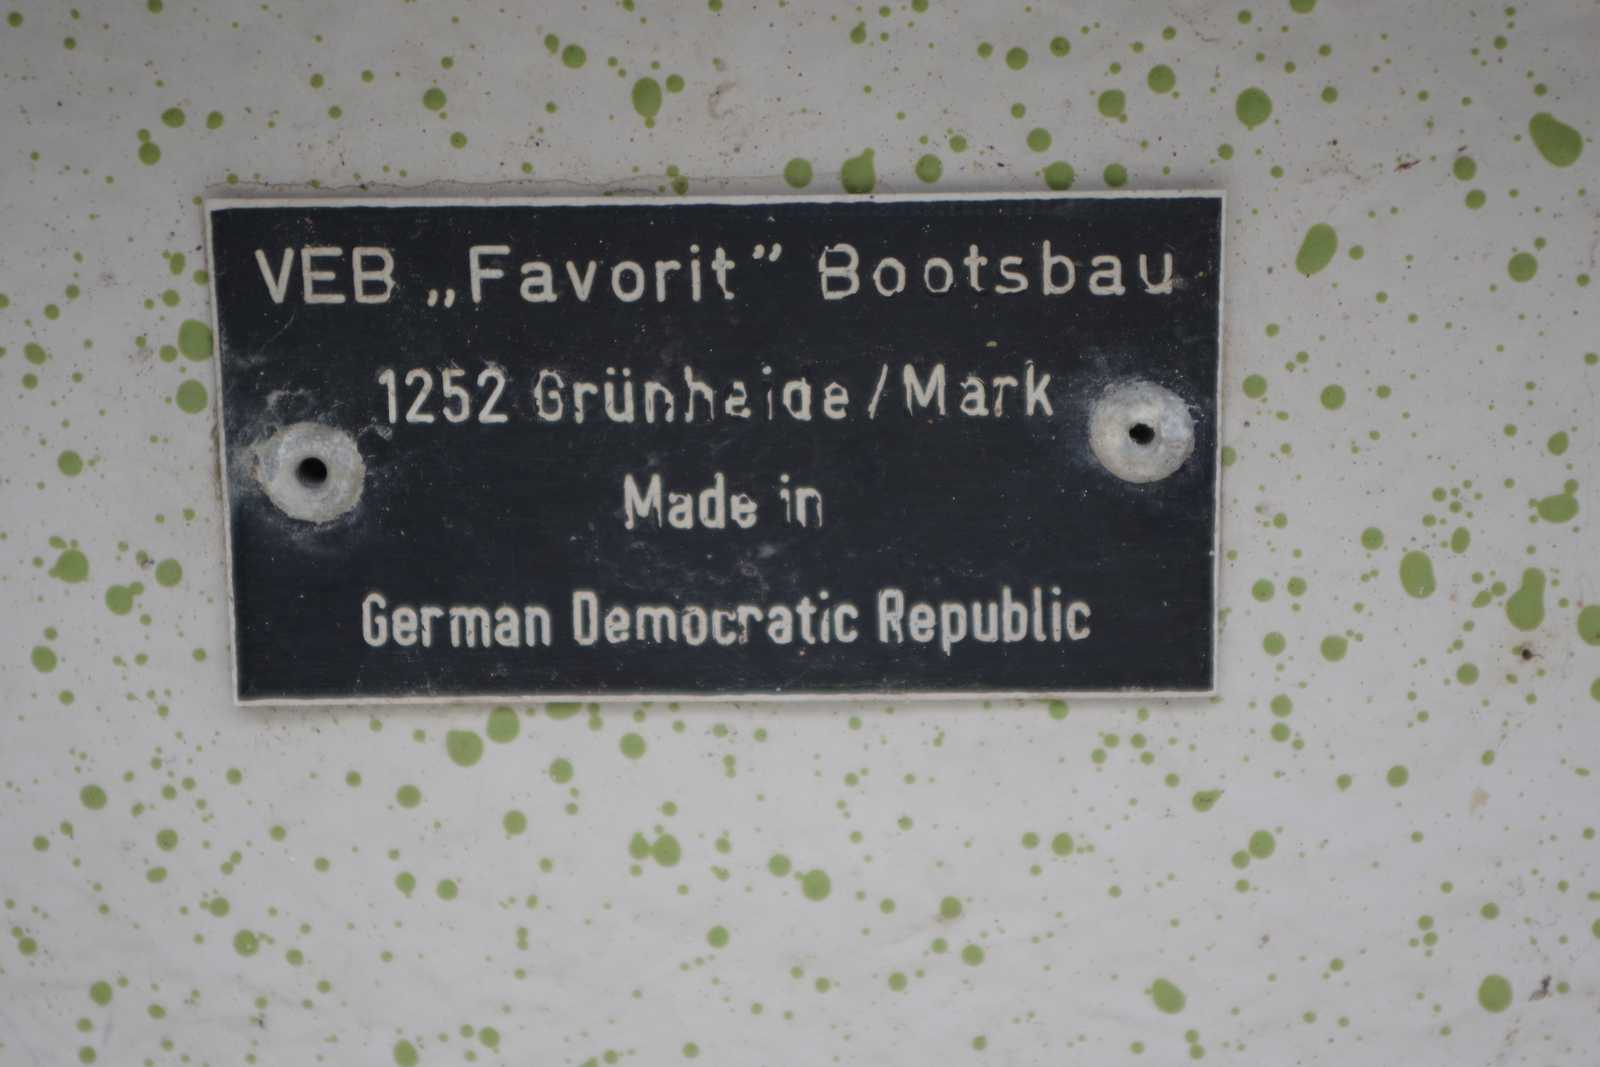 VEB „Favorit” Bootsbau
1252 Grünheide/Mark
Made in
German Democratic Republic